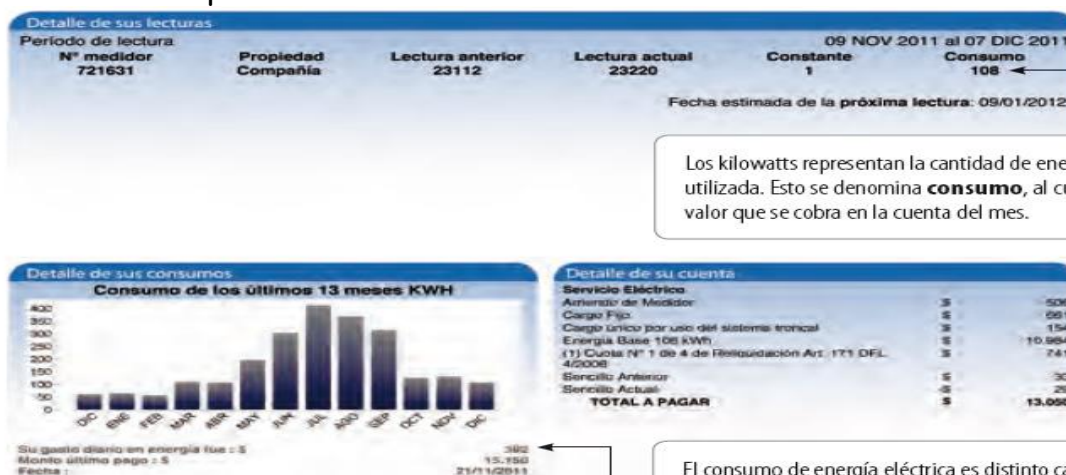 Detalle de sus lecturas
Período de lectura 09 NOV 2011 al 07 DIC 2011
N° medidor Propiedad Lectura anterior Lectura actual Constante Consumo
721631 Compañía 23112 23220 1 108
Fecha estimada de la próxima lectura: 09/01/2012
Los kilowatts representan la cantidad de ene
utilizada. Esto se denomina consumo, al cu
valor que se cobra en la cuenta del mes.
Detalle de sus consumos
Consumo de los últimos 13 meses KWH
400
350
300
250
200
150
100
50
0
DIC ENE FEB MAR ABR MAY JUN JUL AGO SEP OCT NOV DIC
Su gasto diario en energía fue : $ 392
Monto último pago : $ 15.150
Fecha : 21/11/2011
Detalle de su cuenta
Servicio Eléctrico
Arriendo de Medidor $ 506
Cargo Fijo $ 661
Cargo único por uso del sistema troncal $ 154
Energía Base 108 kWh $ 10.984
(1) Cuota N° 1 de 4 de Reliquidación Art. 171 DFL $ 741
4/2006
Sencillo Anterior $
Sencillo Actual $
TOTAL A PAGAR $ 13.050
El consumo de energía eléctrica es distinto ca